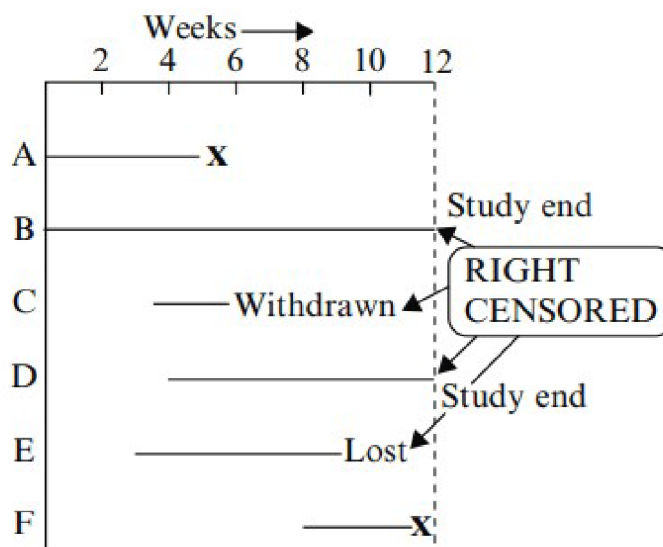 Weeks
2 4 6 8 10 12
A X
Study end
B
RIGHT
CENSORED
C Withdrawn
D
Study end
E Lost
F X